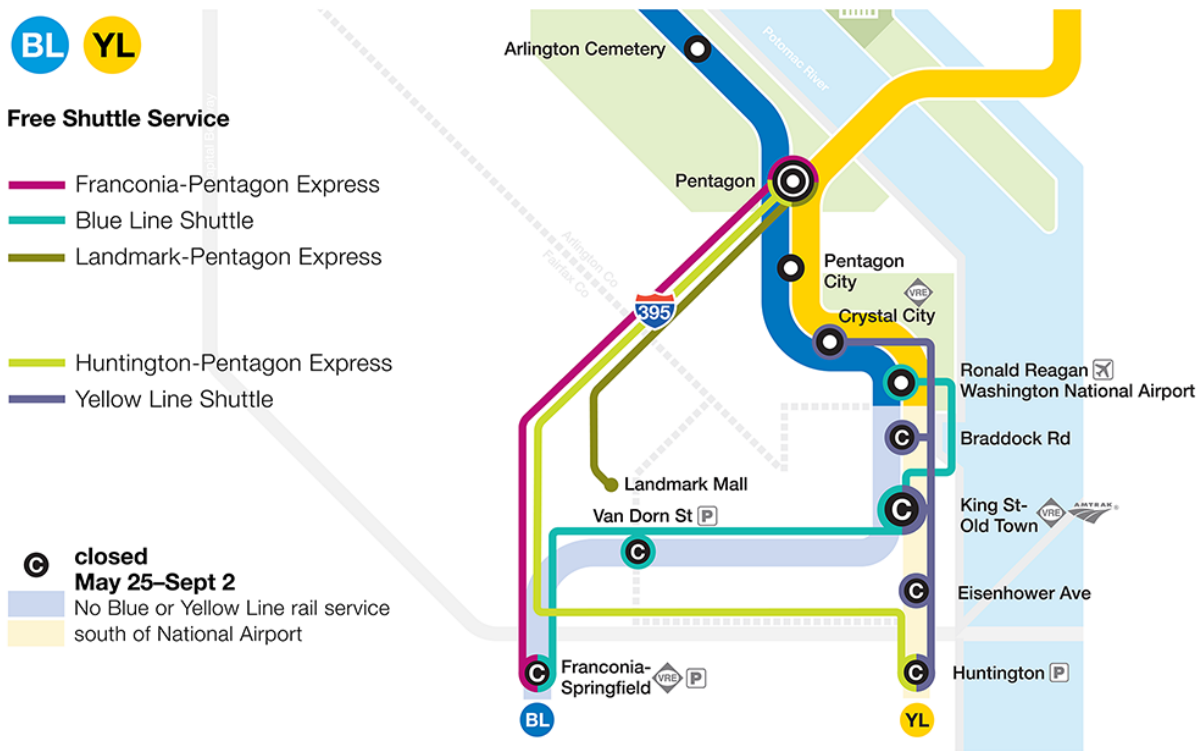 BL YL
Free Shuttle Service
Franconia-Pentagon Express
Blue Line Shuttle
Landmark-Pentagon Express
Huntington-Pentagon Express
Yellow Line Shuttle
C closed
May 25–Sept 2
No Blue or Yellow Line rail service
south of National Airport
Arlington Cemetery
Potomac River
Pentagon
Arlington Co
Fairfax Co
395
Pentagon
City
VRE
Crystal City
Ronald Reagan
Washington National Airport
C
Braddock Rd
Landmark Mall
Van Dorn St P
C
C
King St-
Old Town
VRE
AMTRAK
C
Eisenhower Ave
C
Franconia-
Springfield
VRE P
C
Huntington P
BL
YL